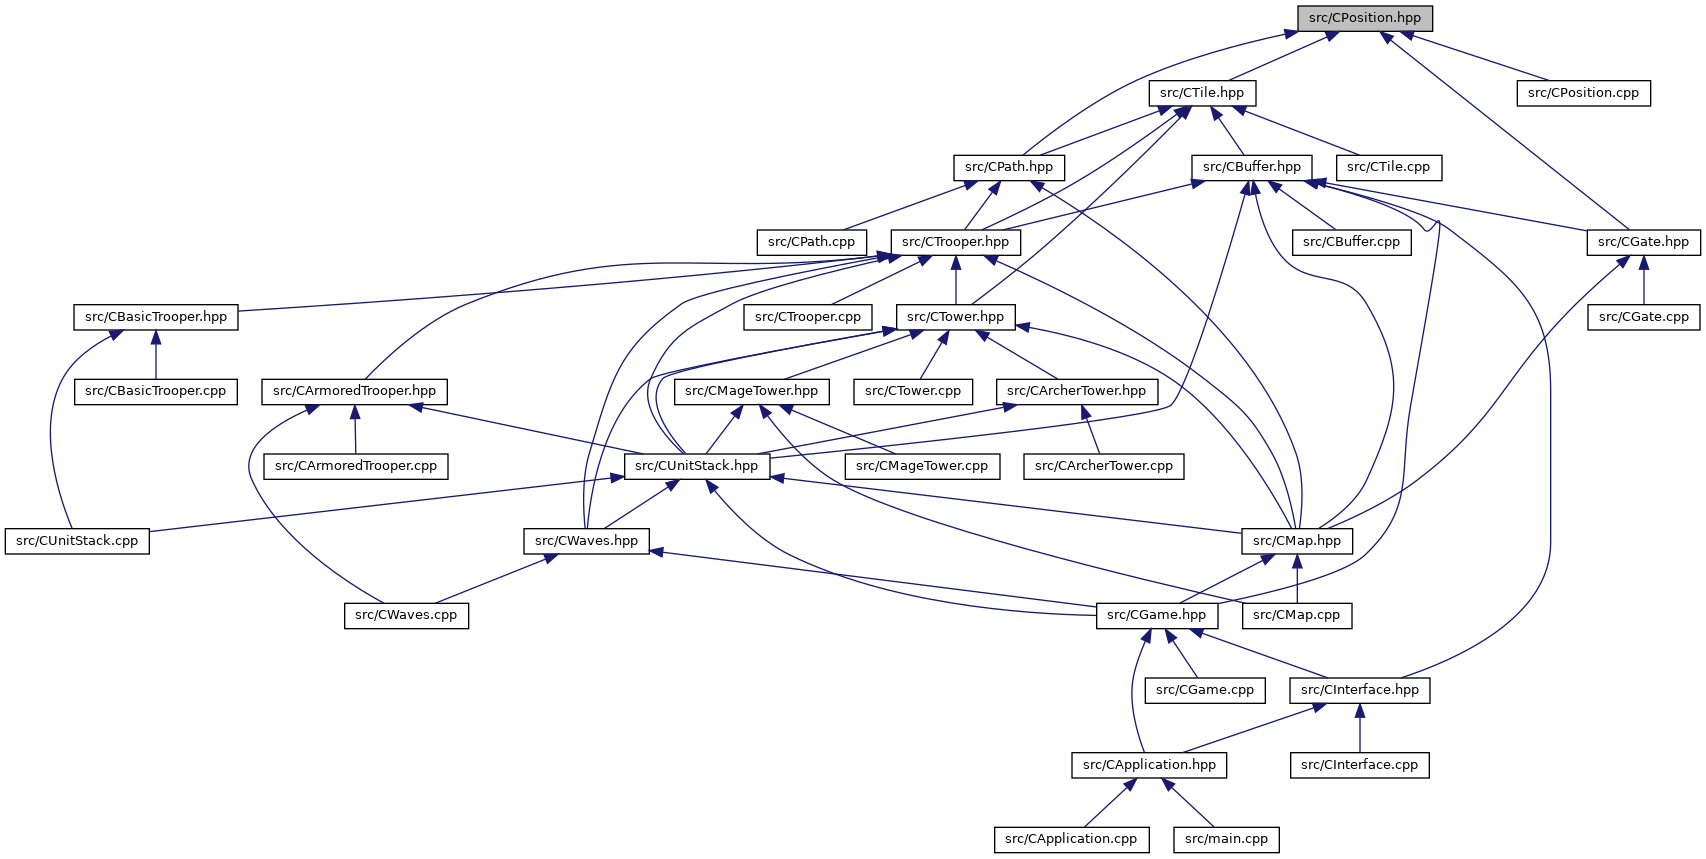 src/CPosition.hpp
src/CTile.hpp
src/CPosition.cpp
src/CPath.hpp
src/CBuffer.hpp
src/CTile.cpp
src/CPath.cpp
src/CTrooper.hpp
src/CBuffer.cpp
src/CGate.hpp
src/CBasicTrooper.hpp
src/CTrooper.cpp
src/CTower.hpp
src/CGate.cpp
src/CBasicTrooper.cpp
src/CArmoredTrooper.hpp
src/CMageTower.hpp
src/CTower.cpp
src/CArcherTower.hpp
src/CArmoredTrooper.cpp
src/CUnitStack.hpp
src/CMageTower.cpp
src/CArcherTower.cpp
src/CUnitStack.cpp
src/CWaves.hpp
src/CMap.hpp
src/CWaves.cpp
src/CGame.hpp
src/CMap.cpp
src/CGame.cpp
src/CInterface.hpp
src/CApplication.hpp
src/CInterface.cpp
src/CApplication.cpp
src/main.cpp